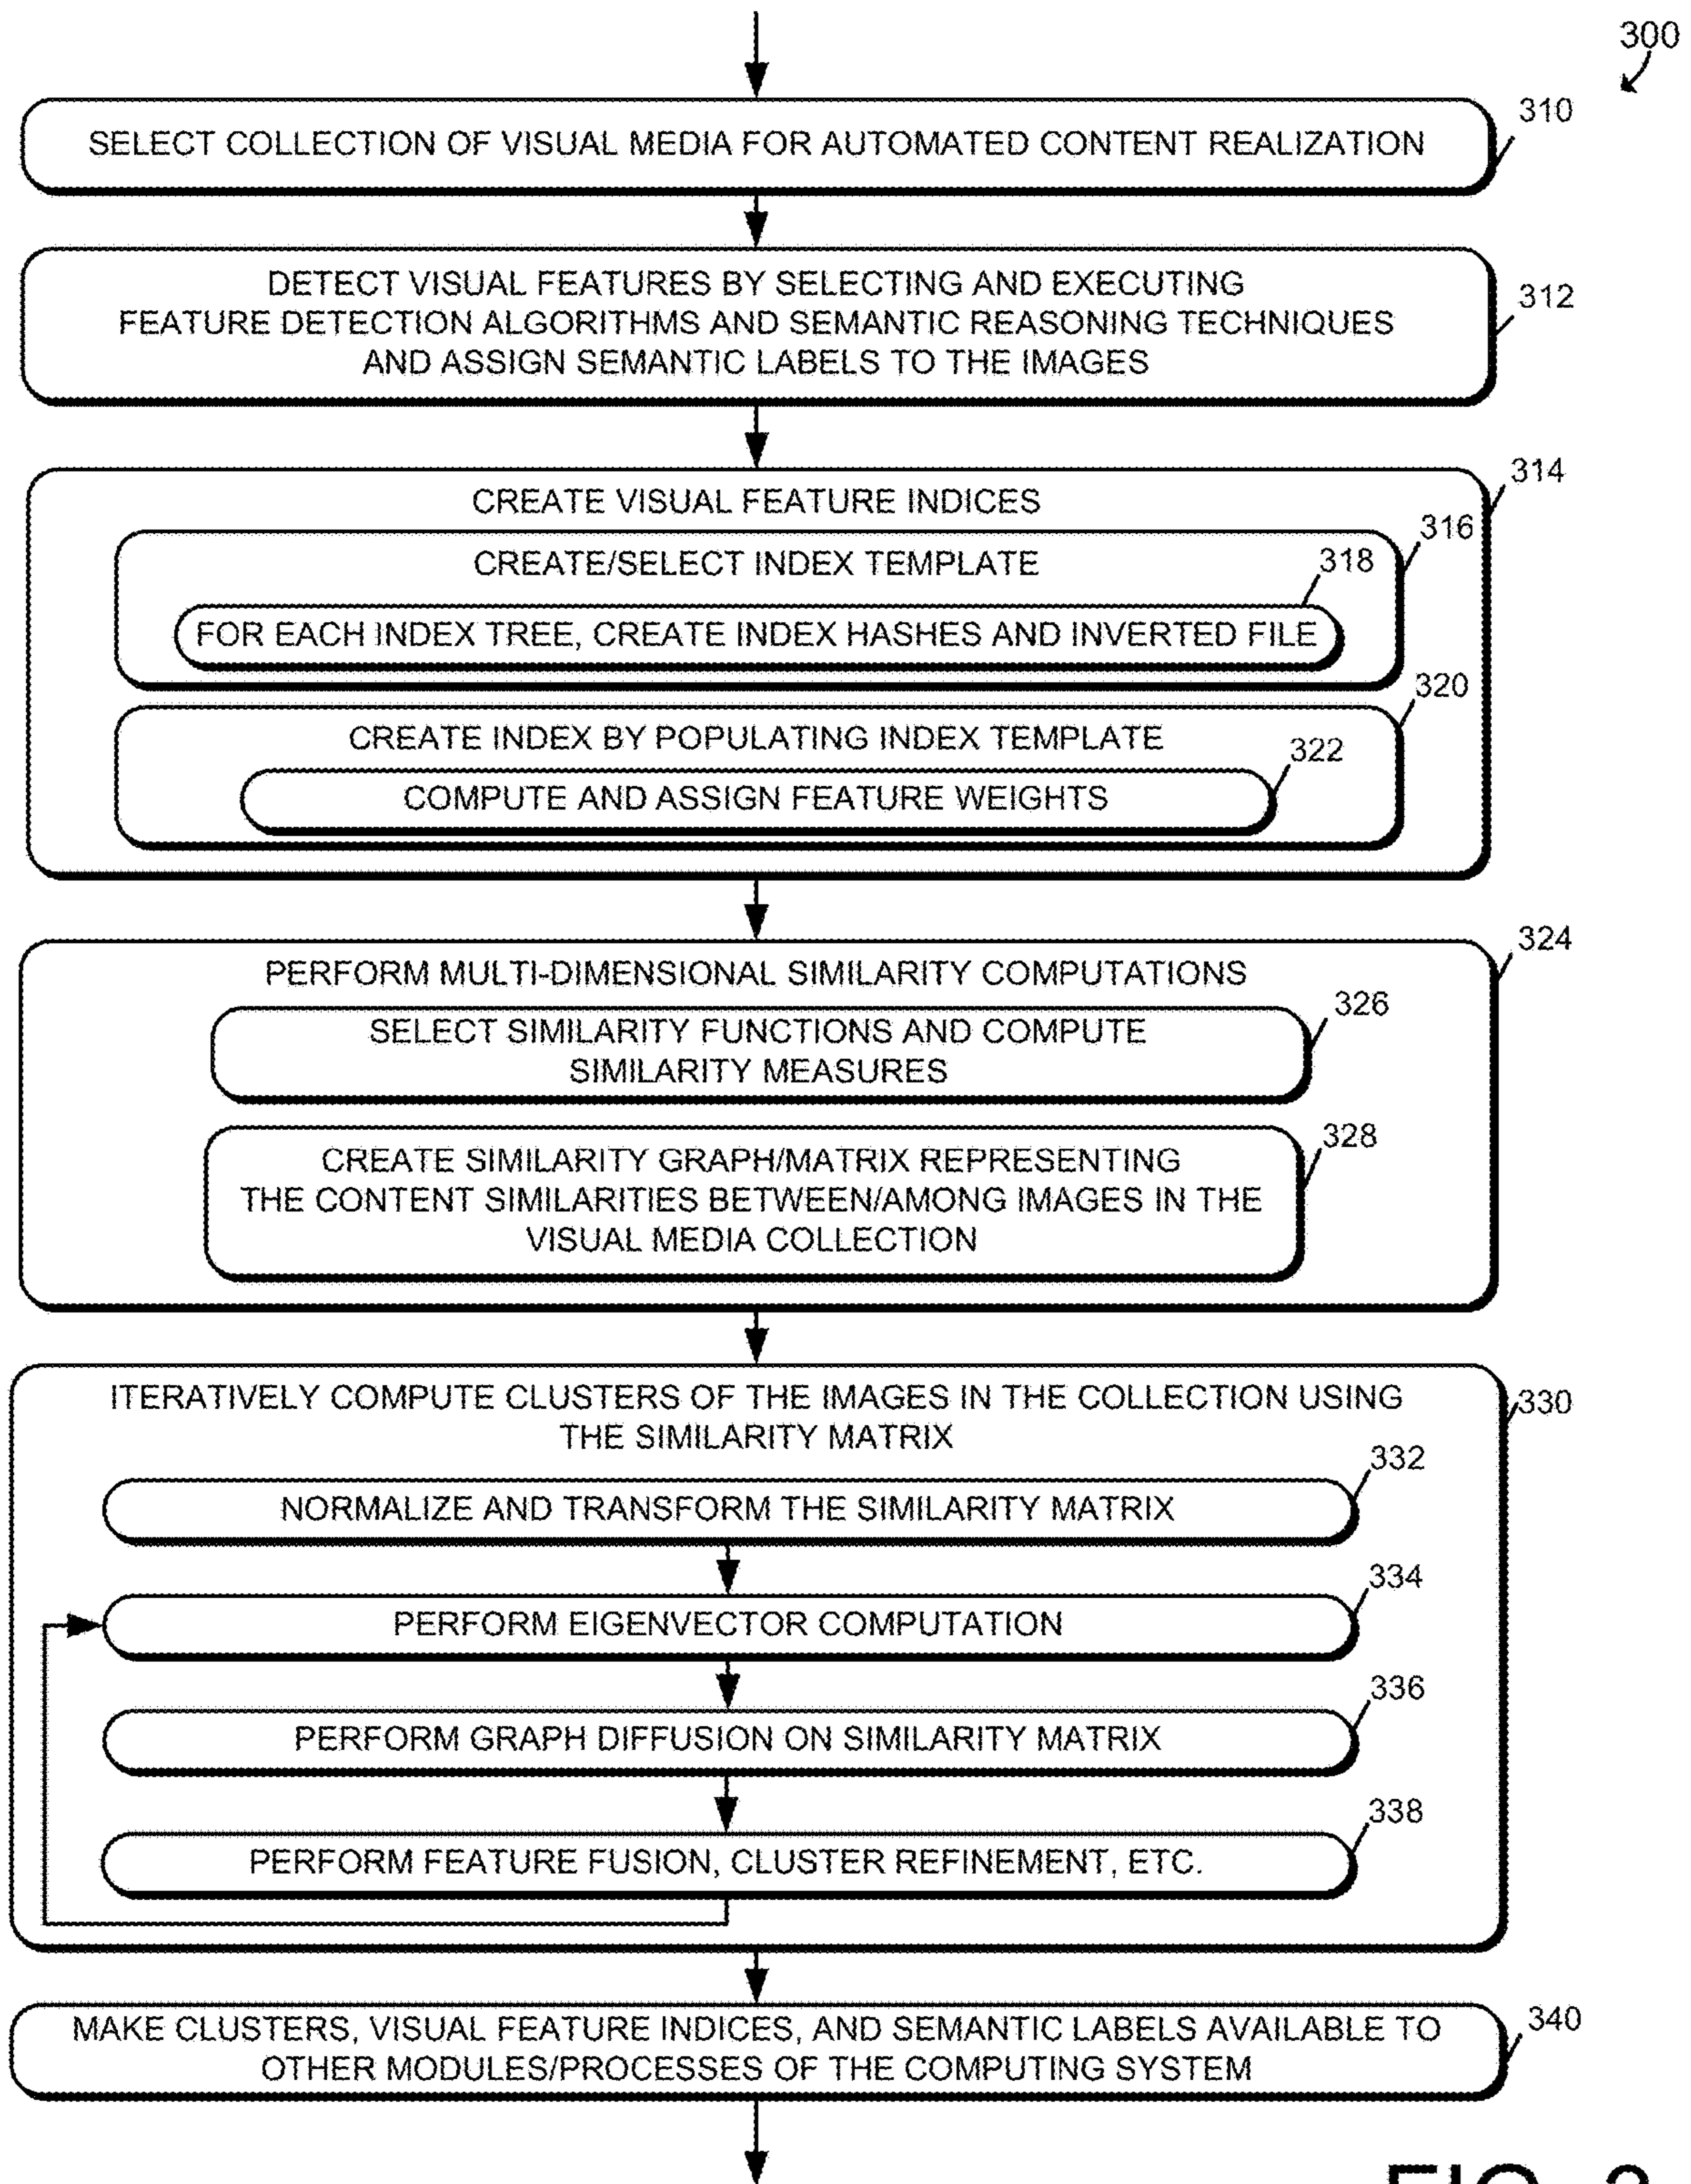 300
310
SELECT COLLECTION OF VISUAL MEDIA FOR AUTOMATED CONTENT REALIZATION
312
DETECT VISUAL FEATURES BY SELECTING AND EXECUTING
FEATURE DETECTION ALGORITHMS AND SEMANTIC REASONING TECHNIQUES
AND ASSIGN SEMANTIC LABELS TO THE IMAGES
314
CREATE VISUAL FEATURE INDICES
316
CREATE/SELECT INDEX TEMPLATE
318
FOR EACH INDEX TREE, CREATE INDEX HASHES AND INVERTED FILE
320
CREATE INDEX BY POPULATING INDEX TEMPLATE
322
COMPUTE AND ASSIGN FEATURE WEIGHTS
324
PERFORM MULTI-DIMENSIONAL SIMILARITY COMPUTATIONS
326
SELECT SIMILARITY FUNCTIONS AND COMPUTE
SIMILARITY MEASURES
328
CREATE SIMILARITY GRAPH/MATRIX REPRESENTING
THE CONTENT SIMILARITIES BETWEEN/AMONG IMAGES IN THE
VISUAL MEDIA COLLECTION
330
ITERATIVELY COMPUTE CLUSTERS OF THE IMAGES IN THE COLLECTION USING
THE SIMILARITY MATRIX
332
NORMALIZE AND TRANSFORM THE SIMILARITY MATRIX
334
PERFORM EIGENVECTOR COMPUTATION
336
PERFORM GRAPH DIFFUSION ON SIMILARITY MATRIX
338
PERFORM FEATURE FUSION, CLUSTER REFINEMENT, ETC.
340
MAKE CLUSTERS, VISUAL FEATURE INDICES, AND SEMANTIC LABELS AVAILABLE TO
OTHER MODULES/PROCESSES OF THE COMPUTING SYSTEM